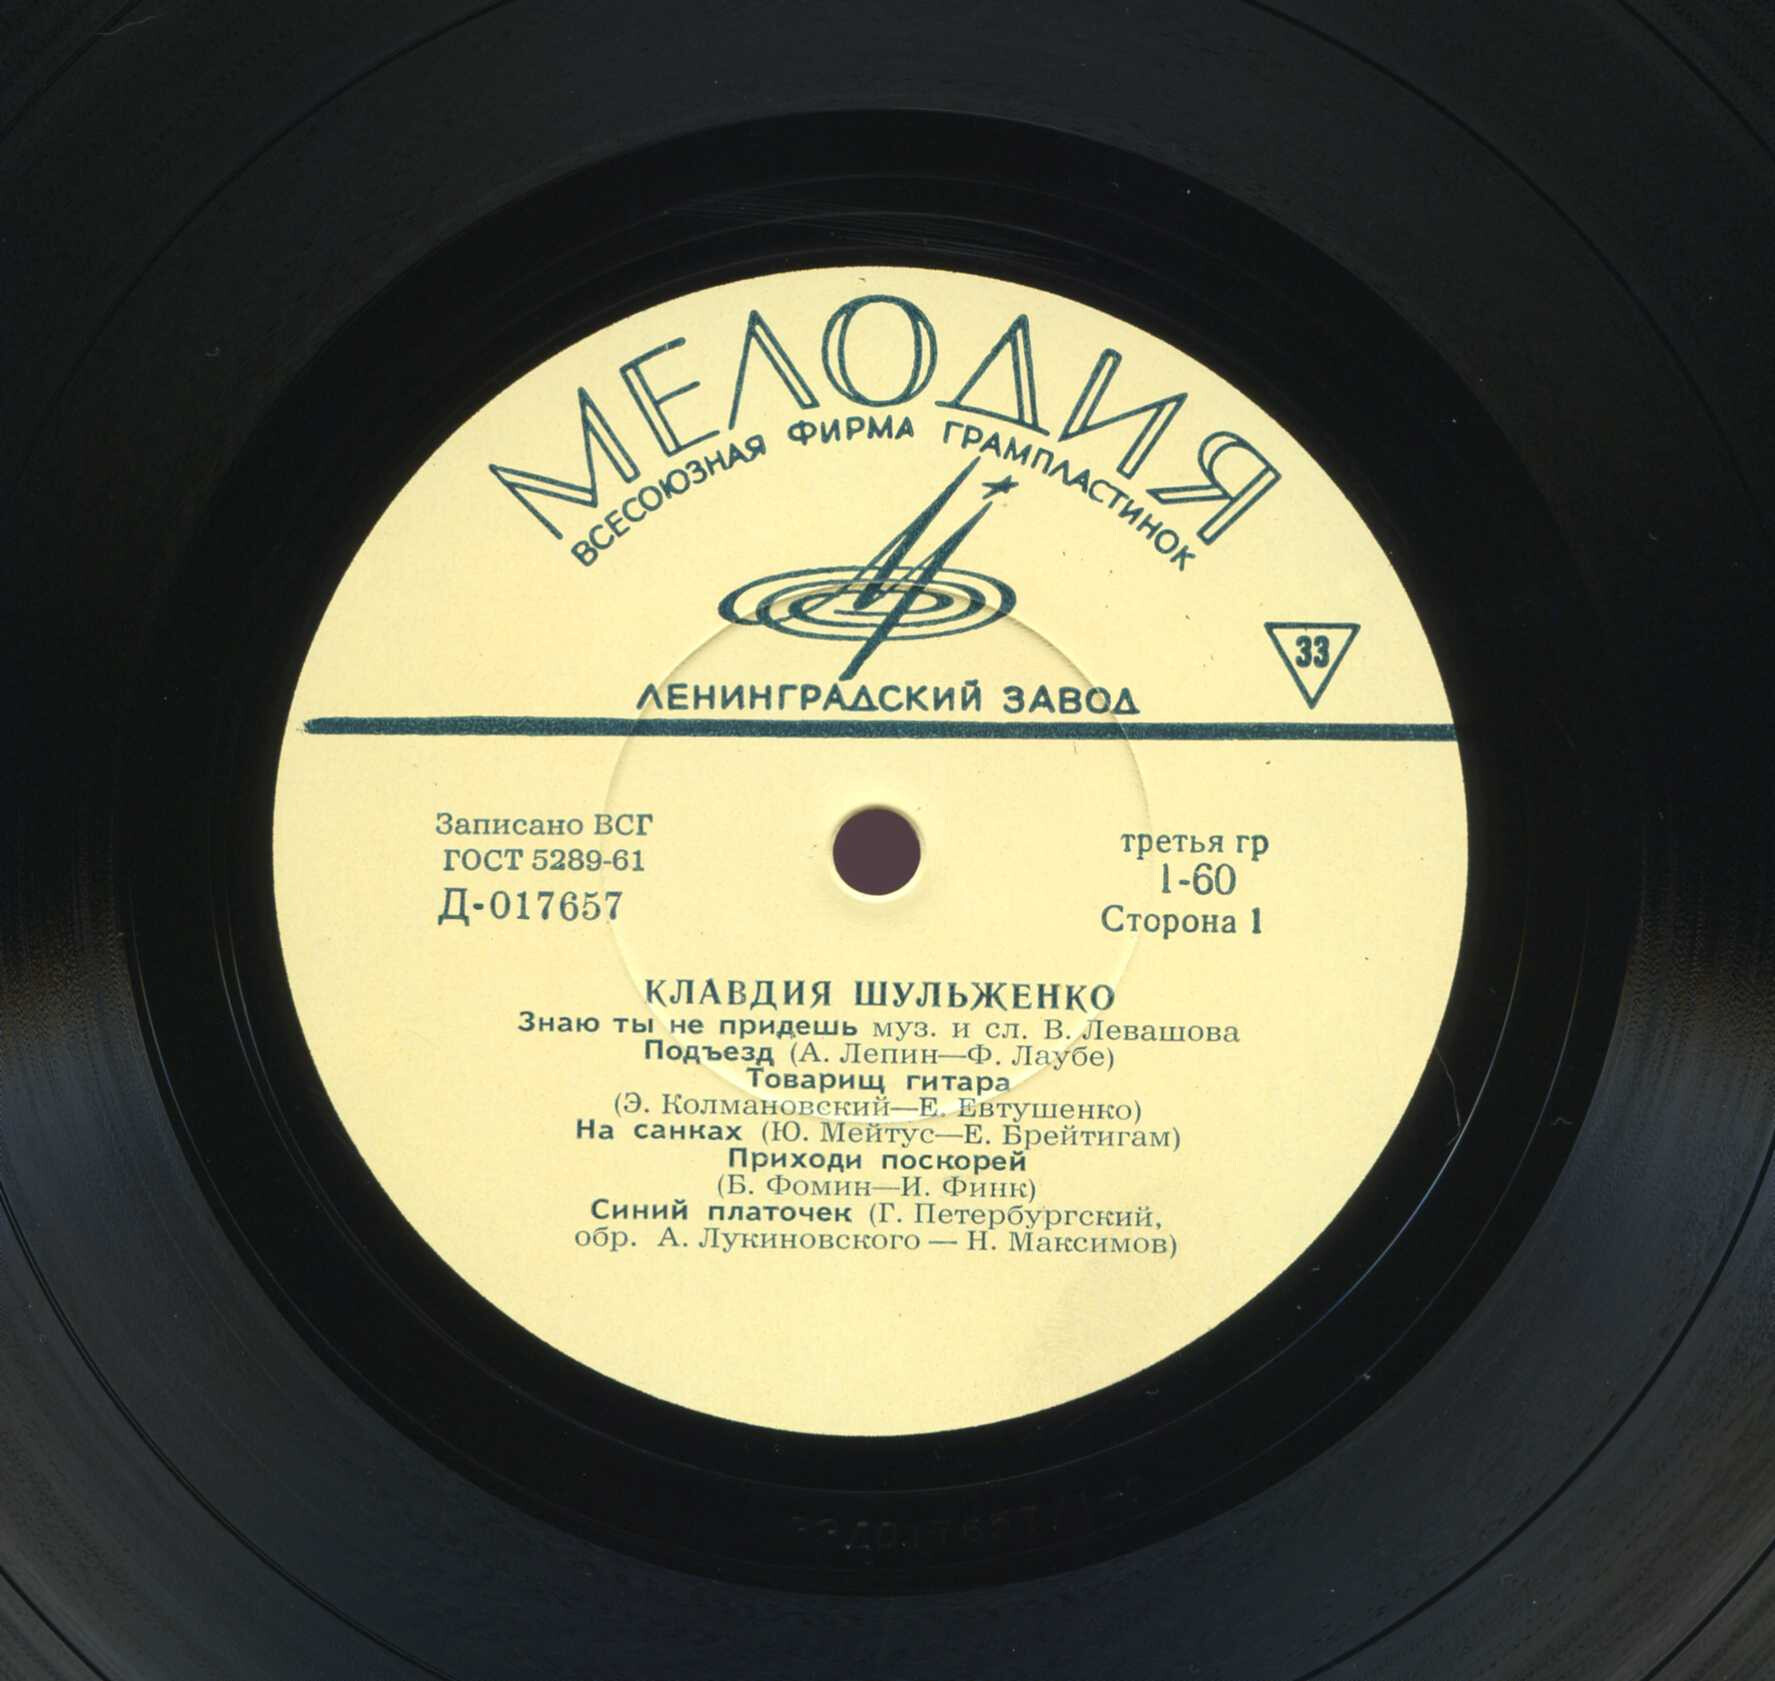 МЕЛОДИЯ
ВСЕСОЮЗНАЯ ФИРМА ГРАМПЛАСТИНОК
33
ЛЕНИНГРАДСКИЙ ЗАВОД
Записано ВСГ
ГОСТ 5289-61
Д-017657
третья гр
1-60
Сторона 1
КЛАВДИЯ ШУЛЬЖЕНКО
Знаю ты не придешь муз. и сл. В. Левашова
Подъезд (А. Лепин—Ф. Лаубе)
Товарищ гитара
(Э. Колмановский—Е. Евтушенко)
На санках (Ю. Мейтус—Е. Брейтигам)
Приходи поскорей
(Б. Фомин—И. Финк)
Синий платочек (Г. Петербургский,
обр. А. Лукиновского — Н. Максимов)